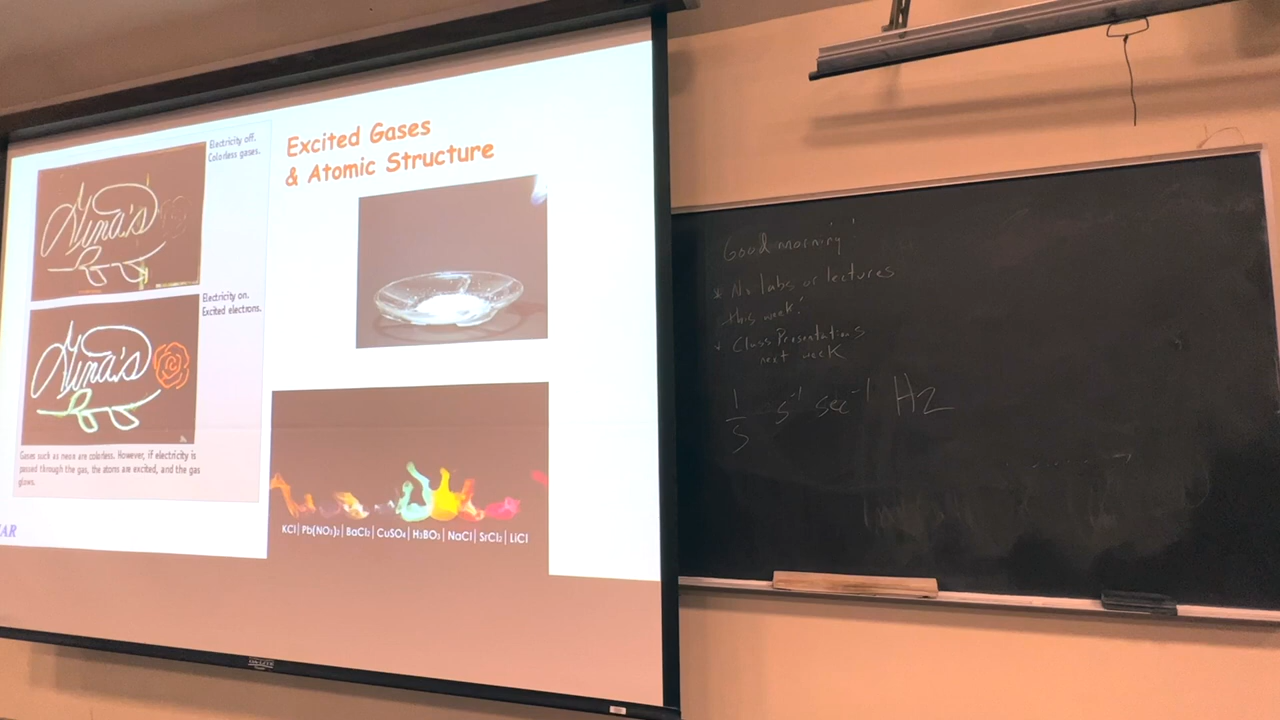 Electricity off.
Colorless gases.
Gina's
Electricity on.
Excited electrons.
Gina's
Gases such as neon are colorless. However, if electricity is
passed through the gas, the atoms are excited, and the gas
glows.
AR
Excited Gases
& Atomic Structure
KCl | Pb(NO₃)₂ | BaCl₂ | CuSO₄ | H₃BO₃ | NaCl | SrCl₂ | LiCl
Good morning!
* No labs or lectures
this week!
* Class Presentations
next week
1/s s⁻¹ sec⁻¹ Hz